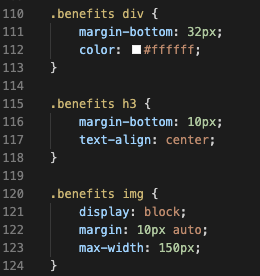 110 .benefits div {
111     margin-bottom: 32px;
112     color: #ffffff;
113 }
114
115 .benefits h3 {
116     margin-bottom: 10px;
117     text-align: center;
118 }
119
120 .benefits img {
121     display: block;
122     margin: 10px auto;
123     max-width: 150px;
124 }